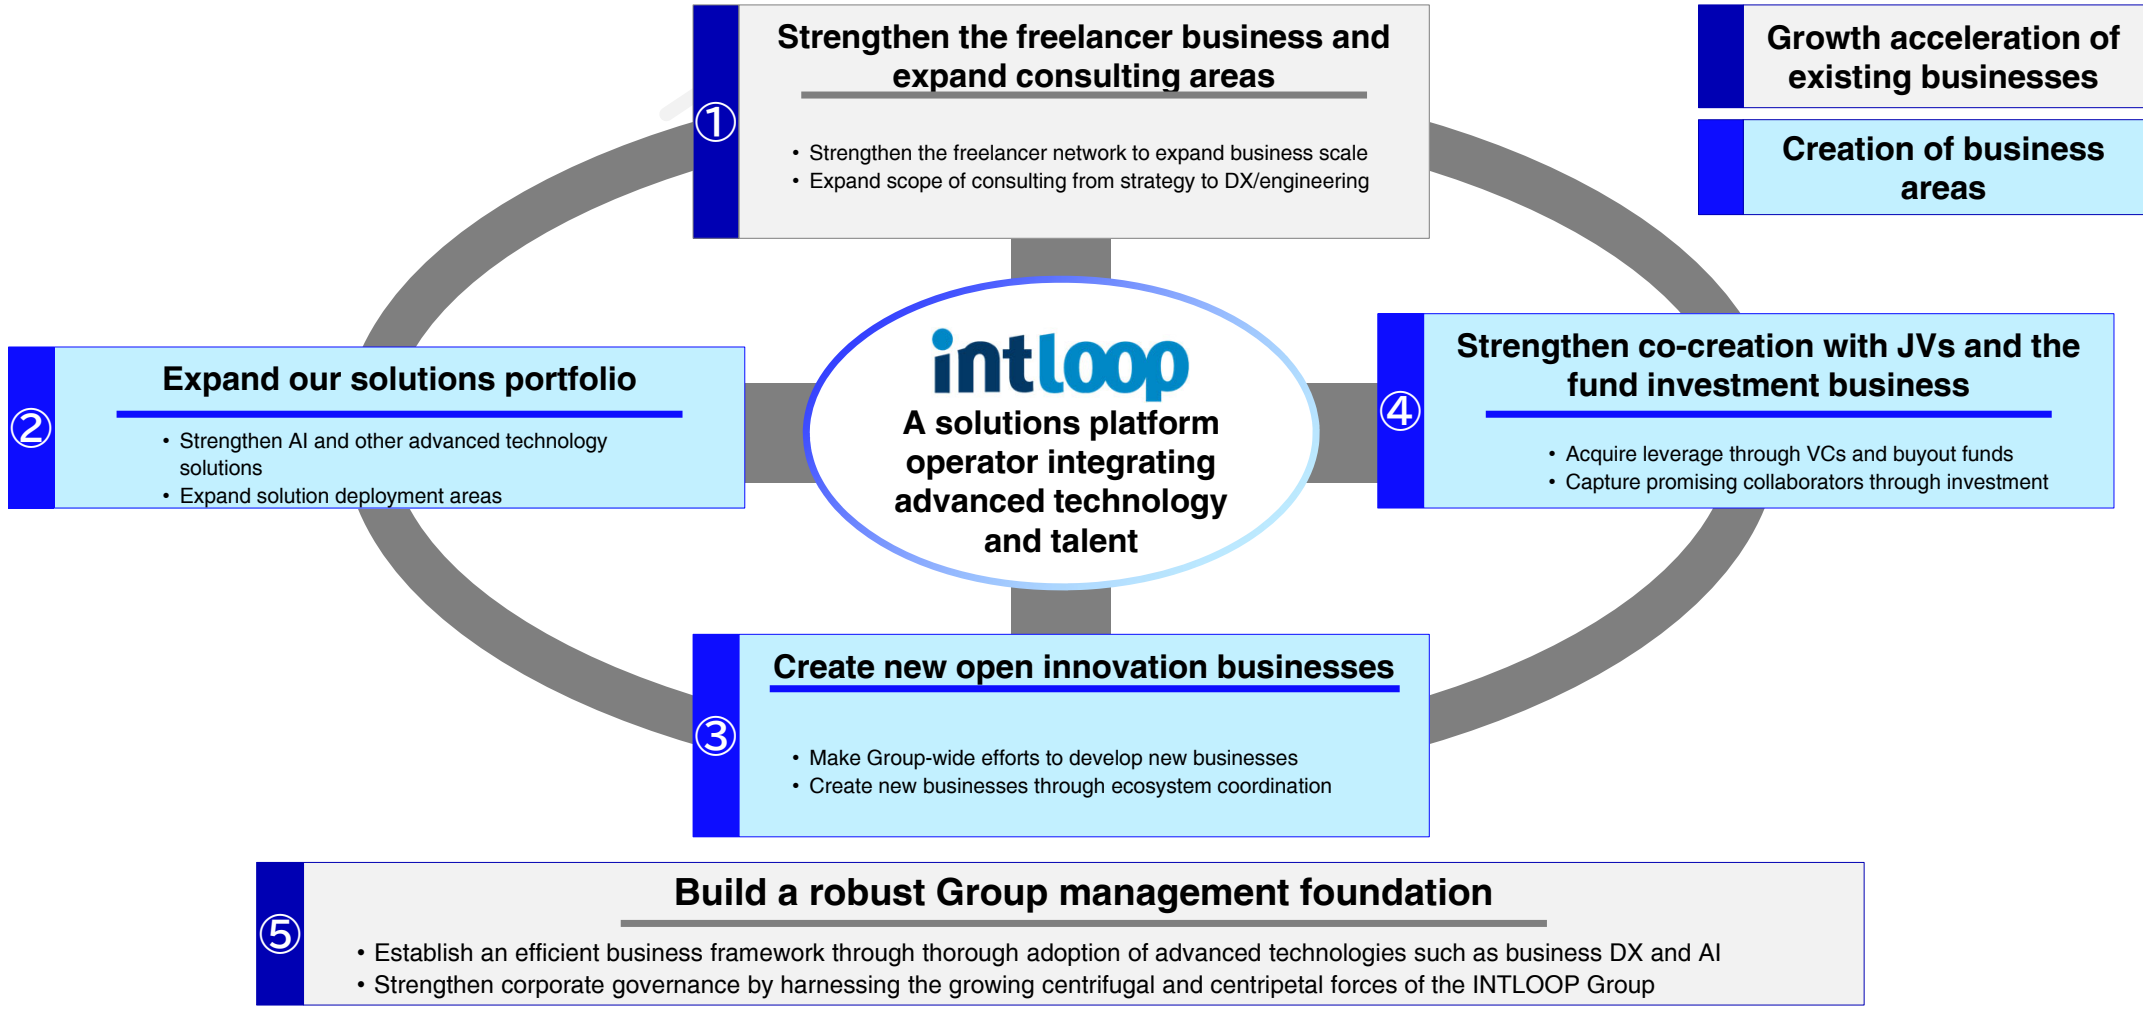 Strengthen the freelancer business and
expand consulting areas
①
• Strengthen the freelancer network to expand business scale
• Expand scope of consulting from strategy to DX/engineering
Growth acceleration of
existing businesses
Creation of business
areas
Expand our solutions portfolio
②
• Strengthen AI and other advanced technology
solutions
• Expand solution deployment areas
intloop
A solutions platform
operator integrating
advanced technology
and talent
Strengthen co-creation with JVs and the
fund investment business
④
• Acquire leverage through VCs and buyout funds
• Capture promising collaborators through investment
Create new open innovation businesses
③
• Make Group-wide efforts to develop new businesses
• Create new businesses through ecosystem coordination
Build a robust Group management foundation
⑤
• Establish an efficient business framework through thorough adoption of advanced technologies such as business DX and AI
• Strengthen corporate governance by harnessing the growing centrifugal and centripetal forces of the INTLOOP Group